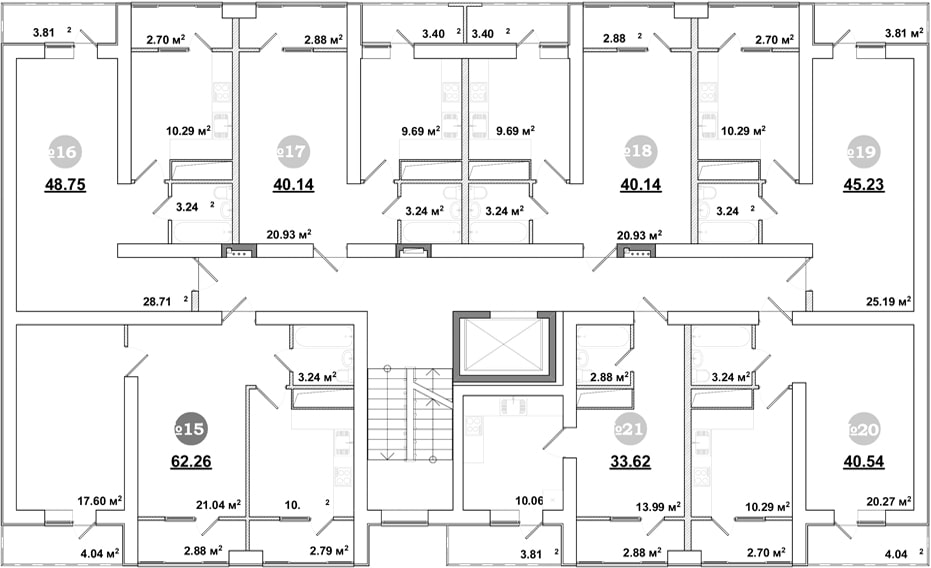 3.81 2
2.70 м2
2.88 м2
3.40 2
3.40 2
2.88 2
2.70 м2
3.81 м2
10.29 м2
9.69 м2
9.69 м2
10.29 м2
№16
48.75
№17
40.14
№18
40.14
№19
45.23
3.24 2
3.24 м2
3.24 м2
3.24 2
20.93 м2
20.93 м2
28.71 2
25.19 м2
3.24 м2
2.88 м2
3.24 м2
№15
62.26
№21
33.62
№20
40.54
17.60 м2
21.04 м2
10. 2
10.06
13.99 м2
10.29 м2
20.27 м2
4.04 м2
2.88 м2
2.79 м2
3.81 2
2.88 м2
2.70 м2
4.04 2